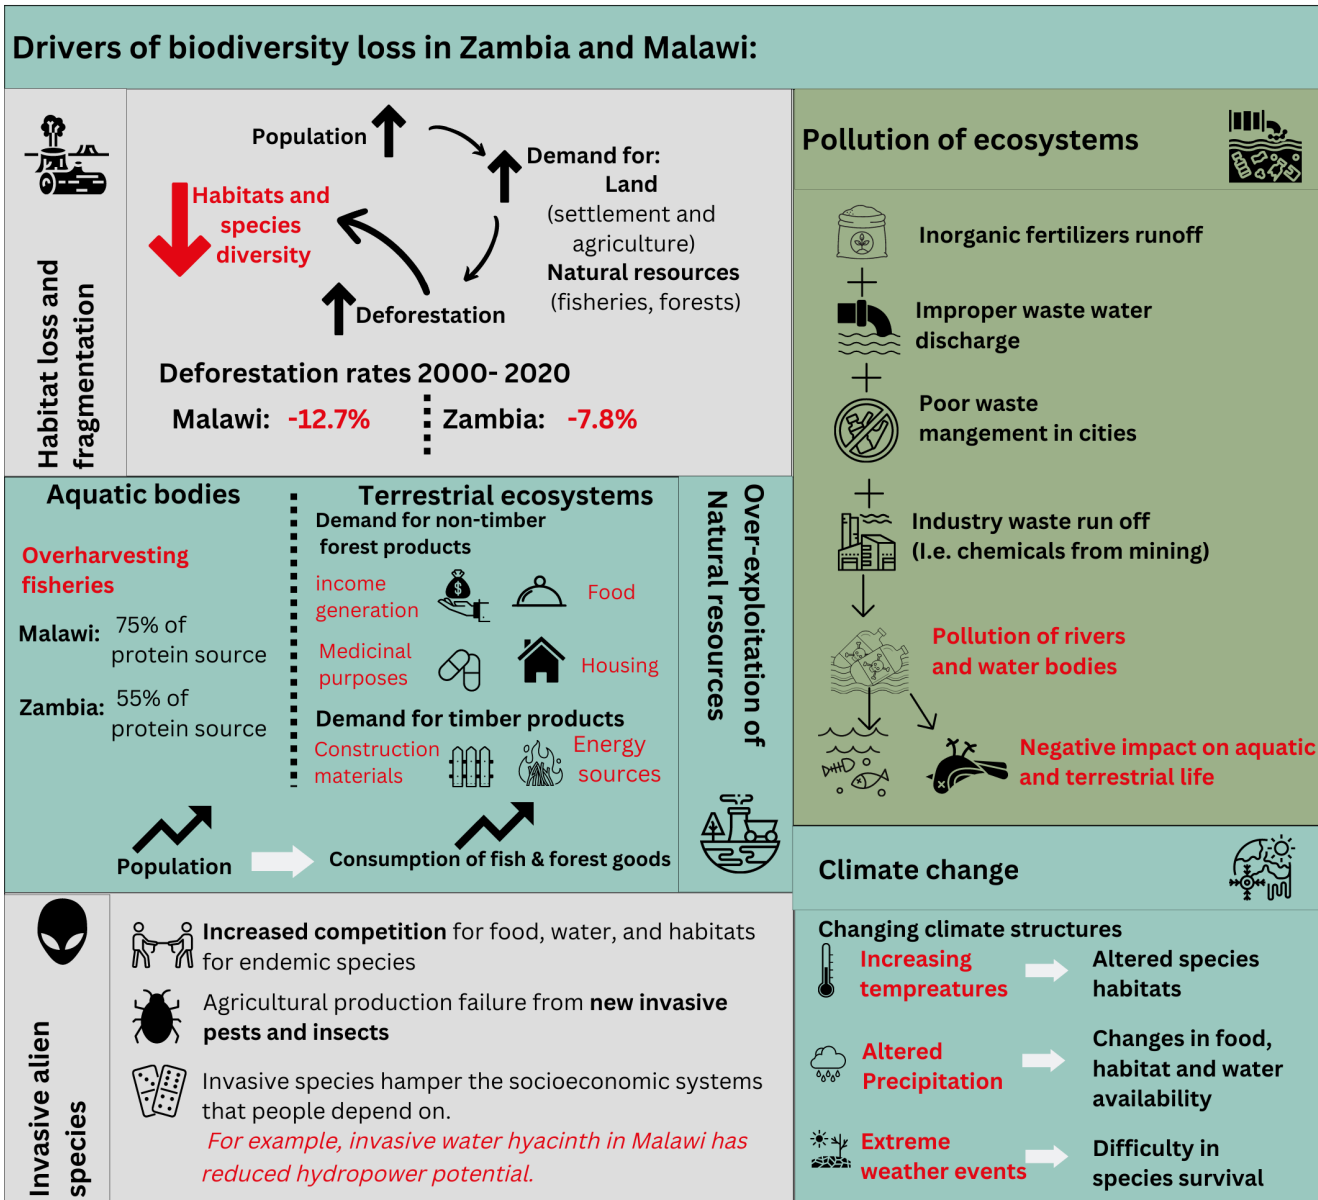 Drivers of biodiversity loss in Zambia and Malawi:
Habitat loss and
fragmentation
Population
Demand for:
Land
(settlement and
agriculture)
Natural resources
(fisheries, forests)
Deforestation
Habitats and
species
diversity
Deforestation rates 2000- 2020
Malawi: -12.7%
Zambia: -7.8%
Aquatic bodies
Overharvesting
fisheries
Malawi: 75% of
protein source
Zambia: 55% of
protein source
Terrestrial ecosystems
Demand for non-timber
forest products
income
generation
Food
Medicinal
purposes
Housing
Demand for timber products
Construction
materials
Energy
sources
Population
Consumption of fish & forest goods
Over-exploitation of
Natural resources
Invasive alien
species
Increased competition for food, water, and habitats
for endemic species
Agricultural production failure from new invasive
pests and insects
Invasive species hamper the socioeconomic systems
that people depend on.
For example, invasive water hyacinth in Malawi has
reduced hydropower potential.
Pollution of ecosystems
Inorganic fertilizers runoff
Improper waste water
discharge
Poor waste
mangement in cities
Industry waste run off
(I.e. chemicals from mining)
Pollution of rivers
and water bodies
Negative impact on aquatic
and terrestrial life
Climate change
Changing climate structures
Increasing
tempreatures
Altered species
habitats
Altered
Precipitation
Changes in food,
habitat and water
availability
Extreme
weather events
Difficulty in
species survival